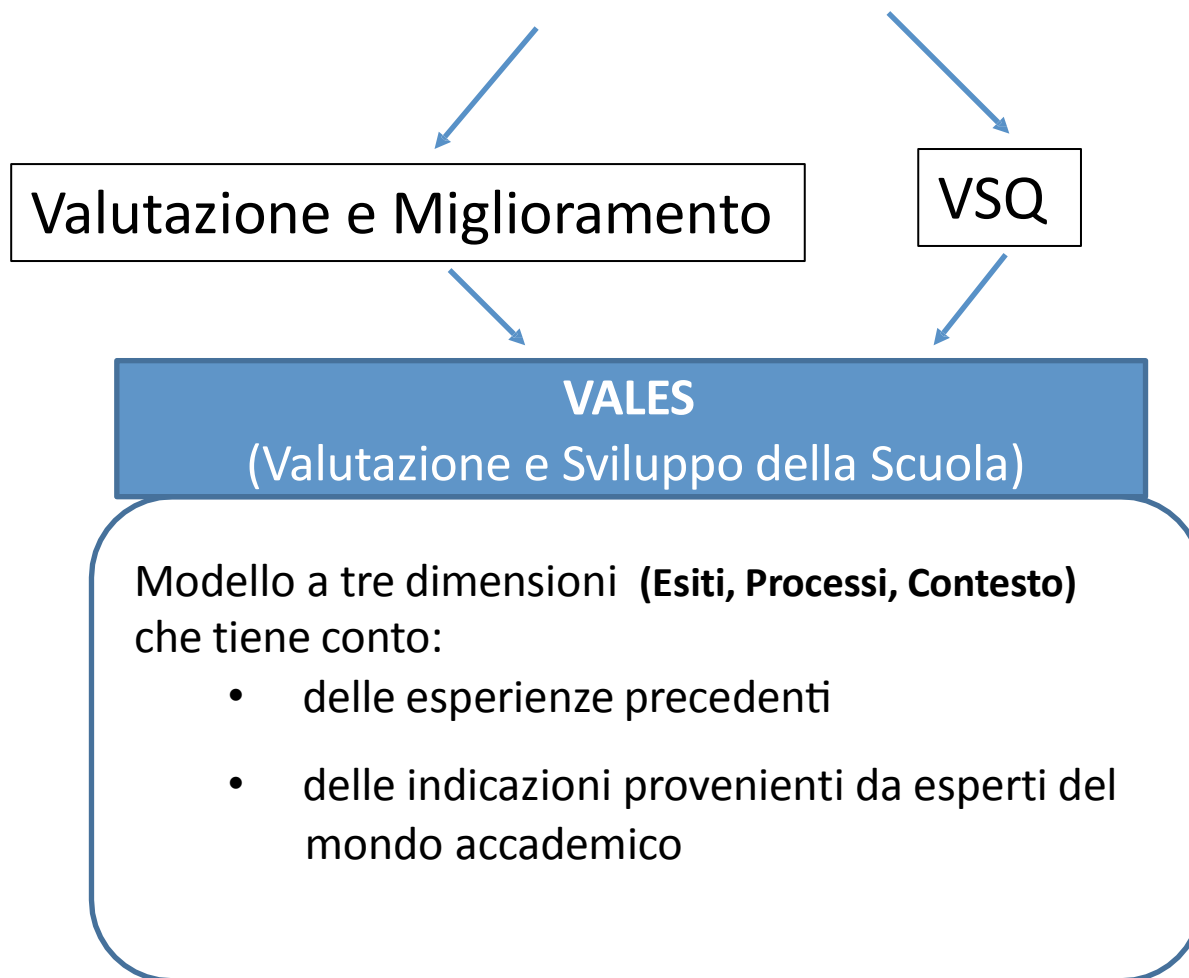 Valutazione e Miglioramento
VSQ
VALES
(Valutazione e Sviluppo della Scuola)
Modello a tre dimensioni (Esiti, Processi, Contesto)
che tiene conto:
• delle esperienze precedenti
• delle indicazioni provenienti da esperti del
mondo accademico